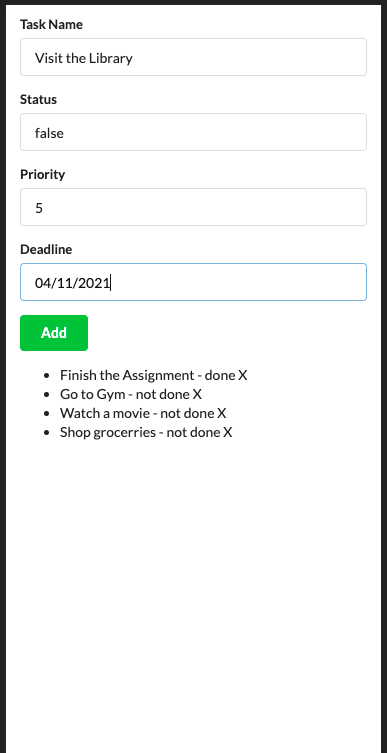 Task Name
Visit the Library
Status
false
Priority
5
Deadline
04/11/2021
Add
Finish the Assignment - done X
Go to Gym - not done X
Watch a movie - not done X
Shop grocerries - not done X